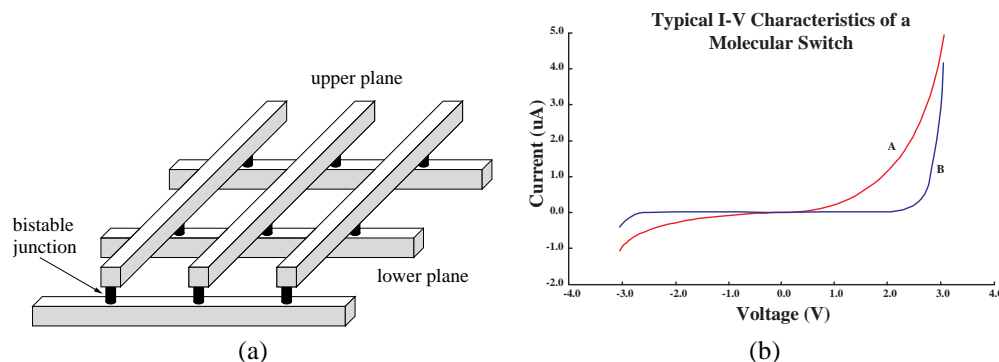 upper plane
bistable
junction
lower plane
(a)
Typical I-V Characteristics of a
Molecular Switch
5.0
4.0
3.0
2.0
1.0
0.0
-1.0
2.0
Current (uA)
A
B
-4.0 -3.0 -2.0 -1.0 0.0 1.0 2.0 3.0 4.0
Voltage (V)
(b)